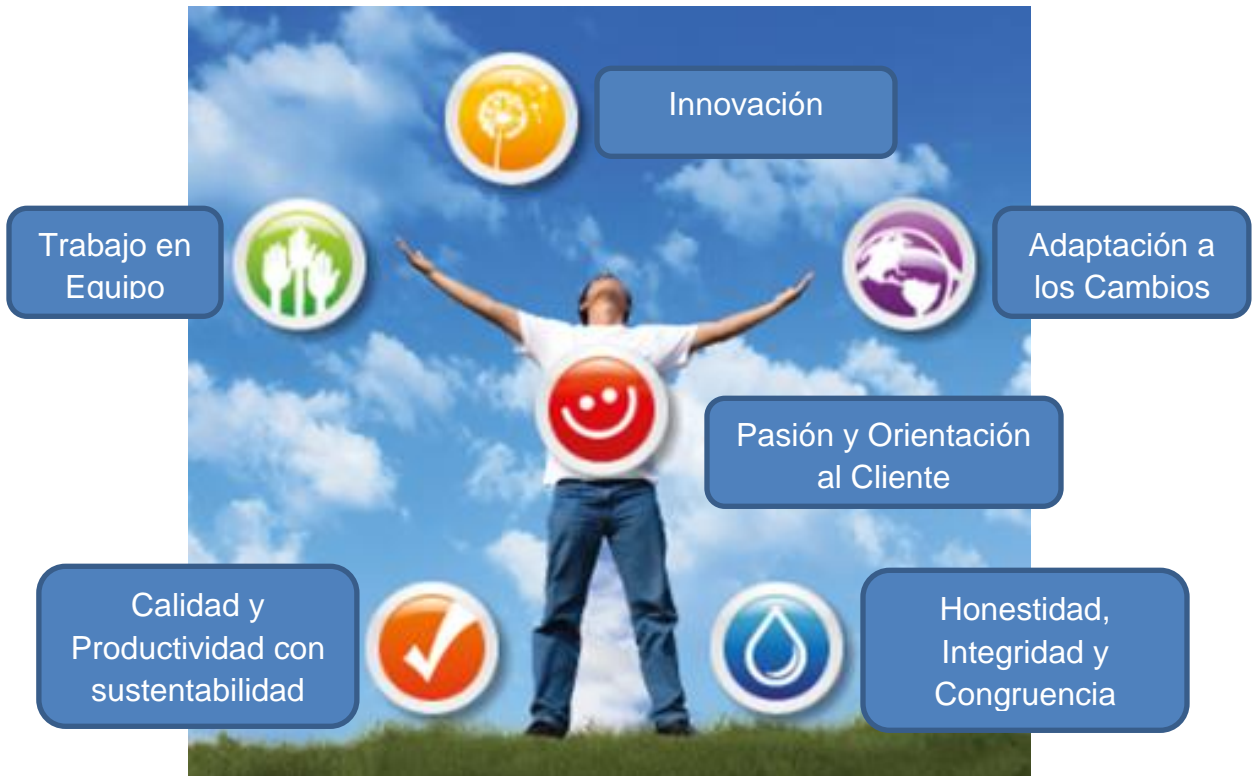 Innovación
Trabajo en
Equipo
Adaptación a
los Cambios
Pasión y Orientación
al Cliente
Calidad y
Productividad con
sustentabilidad
Honestidad,
Integridad y
Congruencia